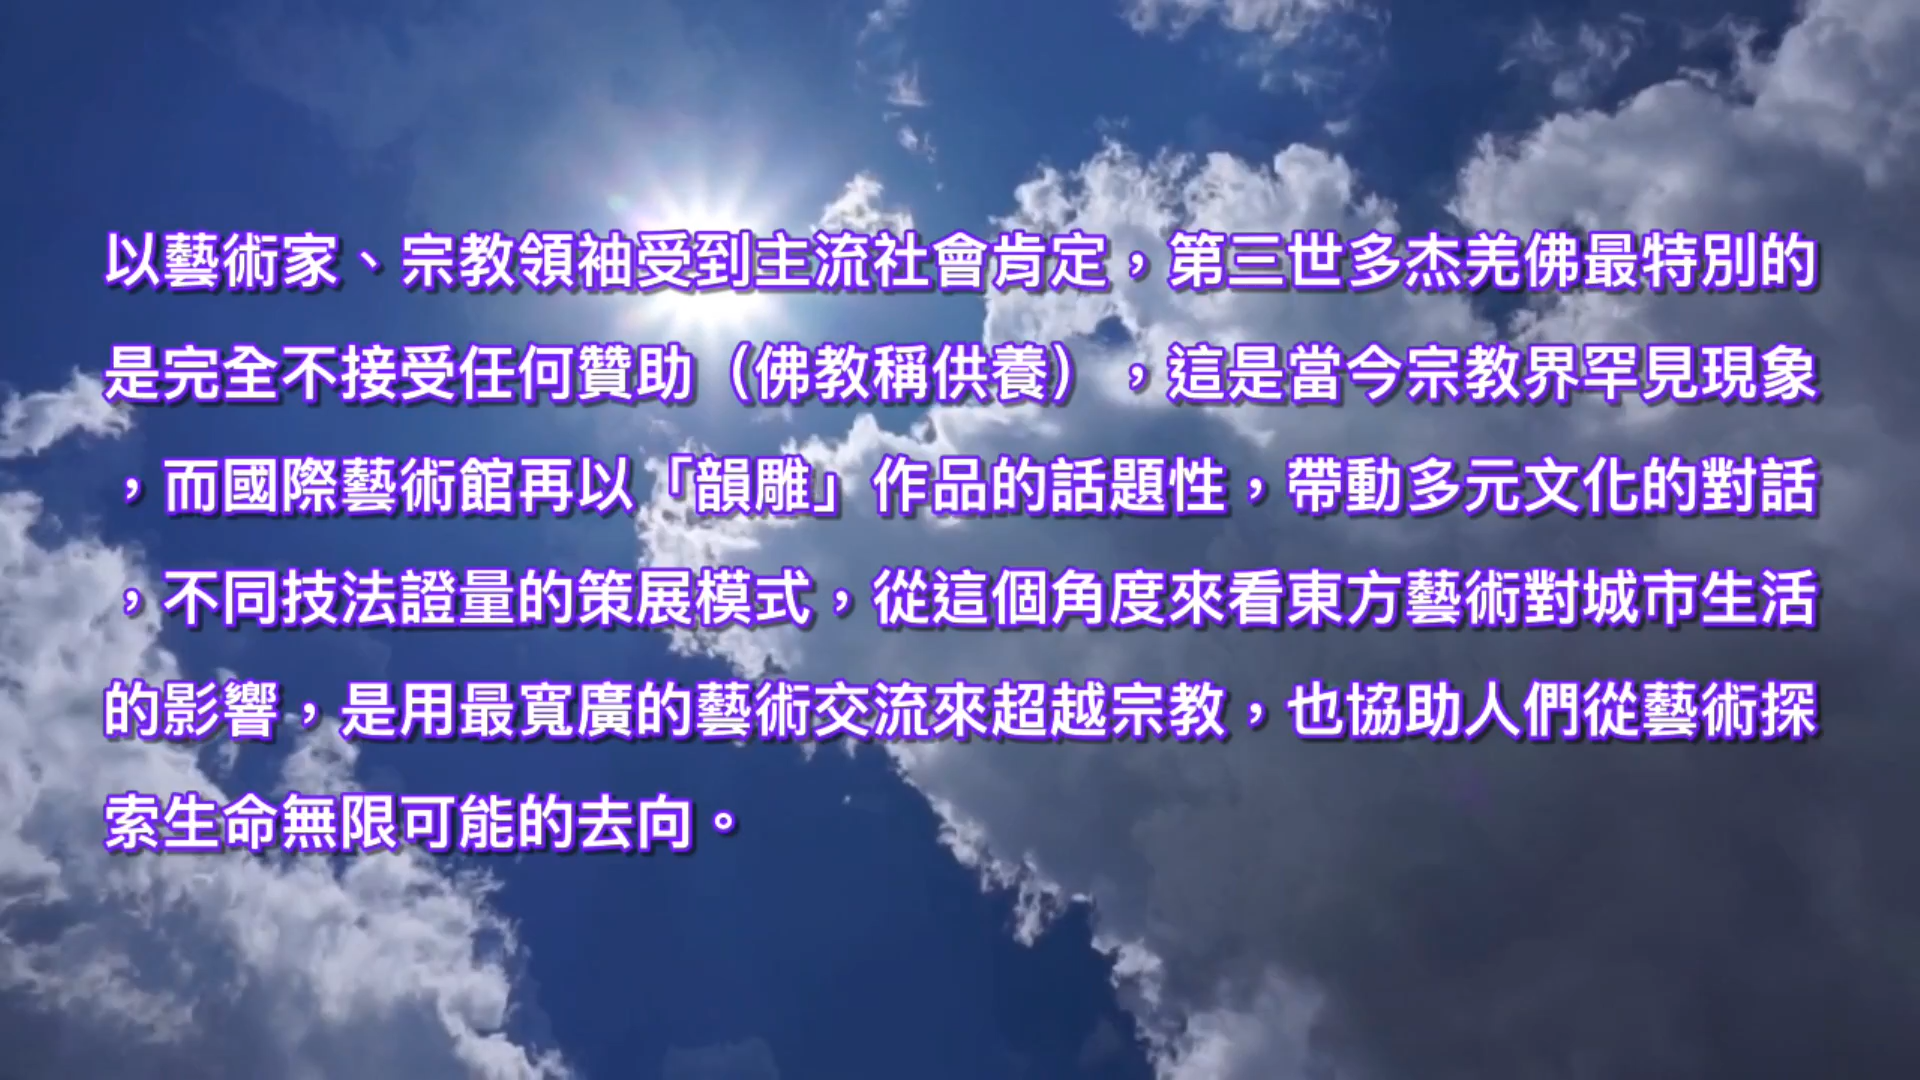 以藝術家、宗教領袖受到主流社會肯定，第三世多杰羌佛最特別的
是完全不接受任何贊助（佛教稱供養），這是當今宗教界罕見現象
，而國際藝術館再以「韻雕」作品的話題性，帶動多元文化的對話
，不同技法證量的策展模式，從這個角度來看東方藝術對城市生活
的影響，是用最寬廣的藝術交流來超越宗教，也協助人們從藝術探
索生命無限可能的去向。